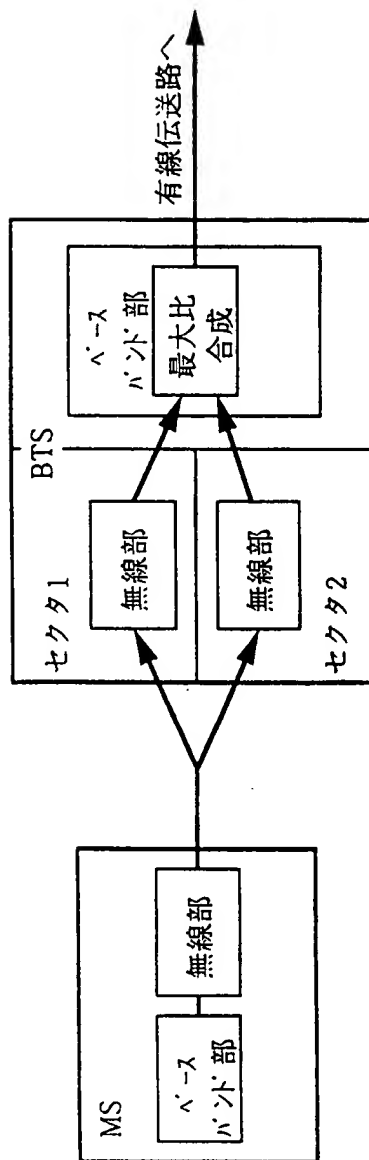 MS
ベース
バンド部
無線部
セクタ1
BTS
無線部
セクタ2
無線部
ベース
バンド部
最大比
合成
有線伝送路へ